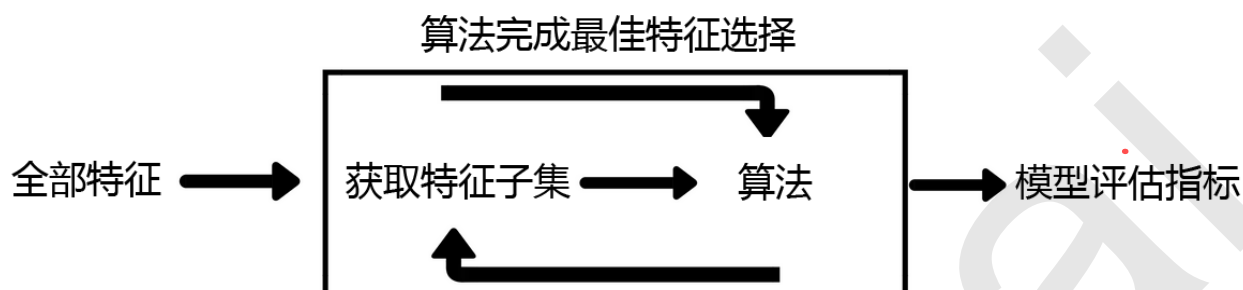 算法完成最佳特征选择
全部特征
获取特征子集
算法
模型评估指标